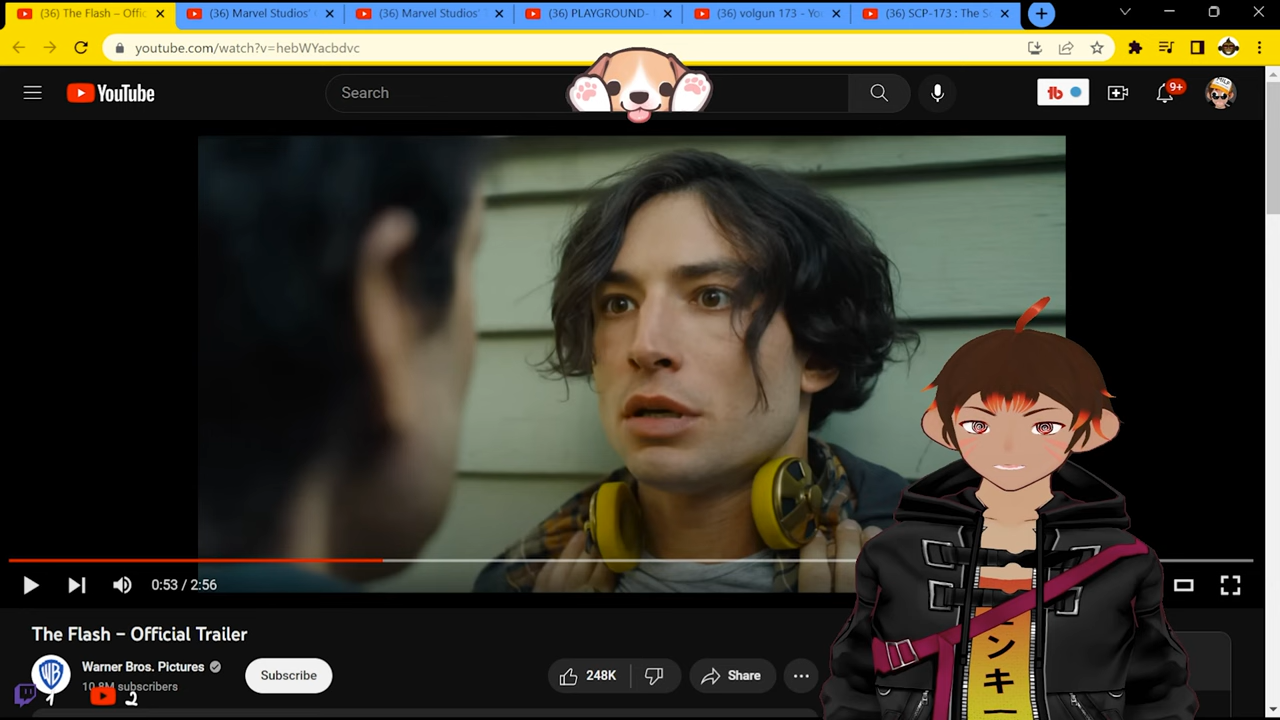 (36) The Flash – Offic
(36) Marvel Studios'
(36) Marvel Studios'
(36) PLAYGROUND-
(36) volgun 173 - Yo
(36) SCP-173 : The S
youtube.com/watch?v=hebWYacbdvc
YouTube
Search
9+
0:53 / 2:56
The Flash – Official Trailer
Warner Bros. Pictures
10.8M subscribers
Subscribe
248K
Share
1
2
ンキー